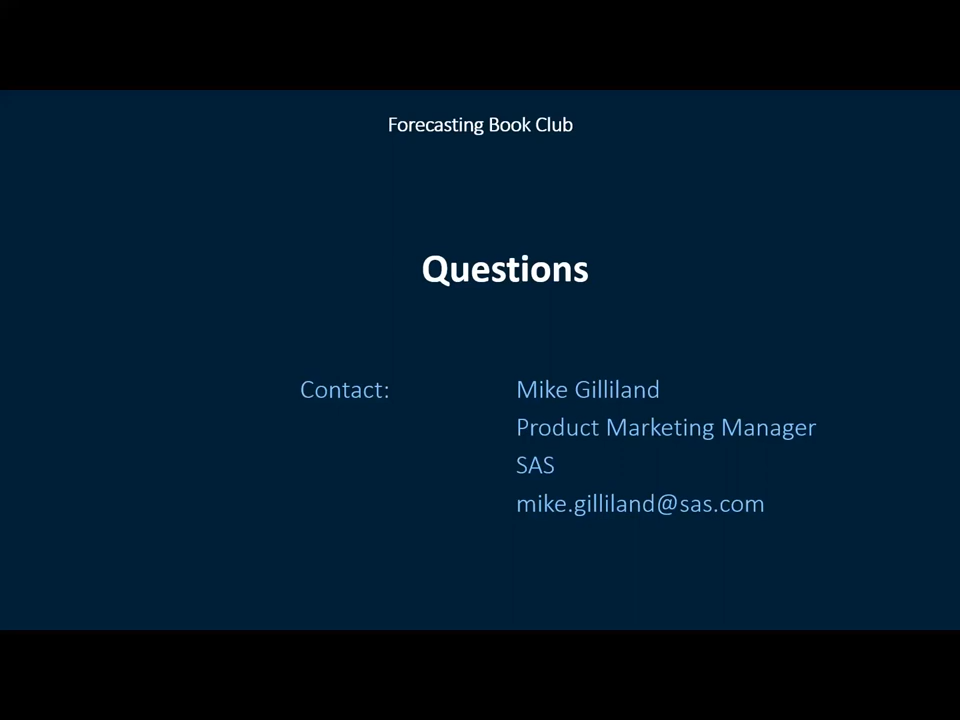 Forecasting Book Club
Questions
Contact: Mike Gilliland
Product Marketing Manager
SAS
mike.gilliland@sas.com